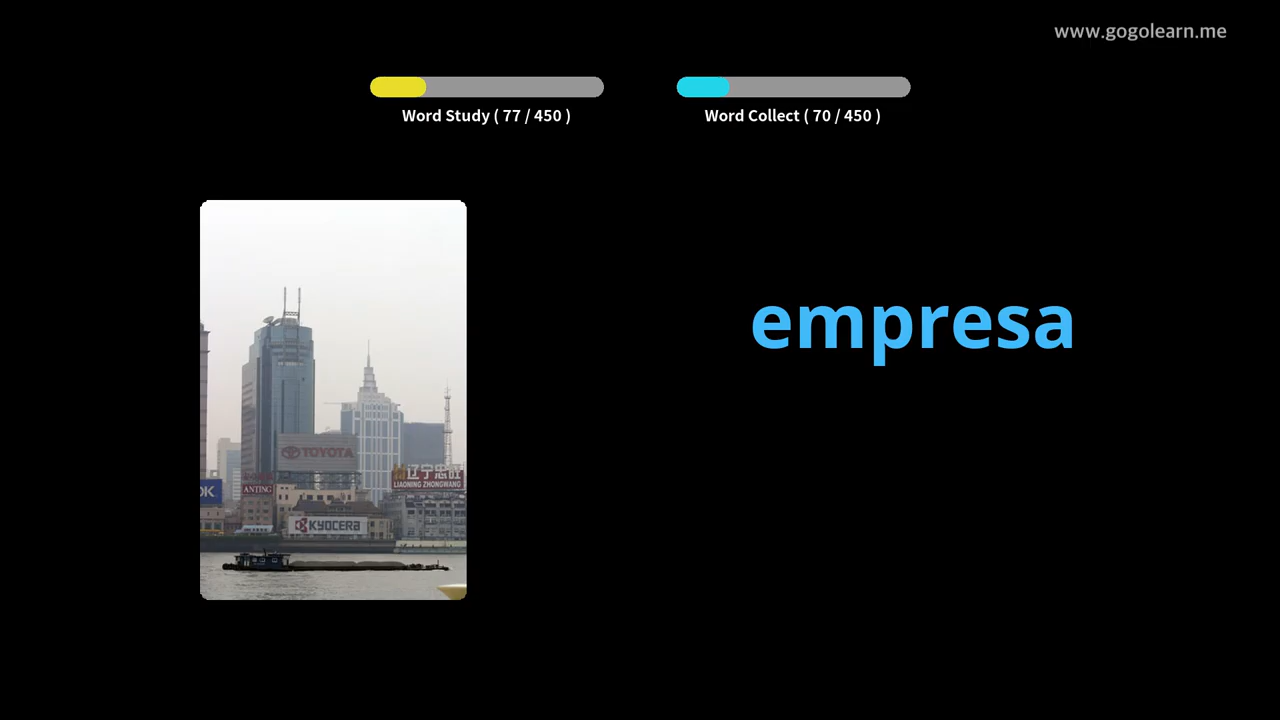 www.gogolearn.me
Word Study ( 77 / 450 )
Word Collect ( 70 / 450 )
empresa
TOYOTA
辽宁忠旺
LIAONING ZHONGWANG
OK
ANTING
KYOCERA